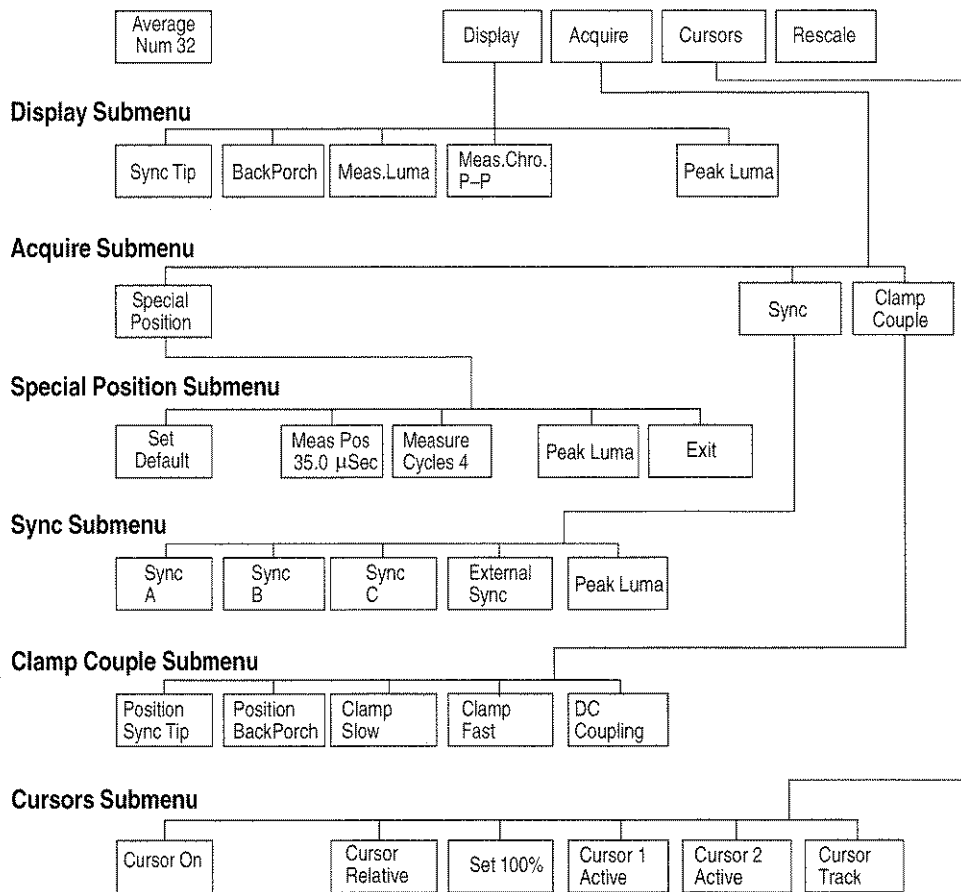 Average
Num 32
Display
Acquire
Cursors
Rescale
Display Submenu
Sync Tip
BackPorch
Meas.Luma
Meas.Chro.
P–P
Peak Luma
Acquire Submenu
Special
Position
Sync
Clamp
Couple
Special Position Submenu
Set
Default
Meas Pos
35.0 µSec
Measure
Cycles 4
Peak Luma
Exit
Sync Submenu
Sync
A
Sync
B
Sync
C
External
Sync
Peak Luma
Clamp Couple Submenu
Position
Sync Tip
Position
BackPorch
Clamp
Slow
Clamp
Fast
DC
Coupling
Cursors Submenu
Cursor On
Cursor
Relative
Set 100%
Cursor 1
Active
Cursor 2
Active
Cursor
Track